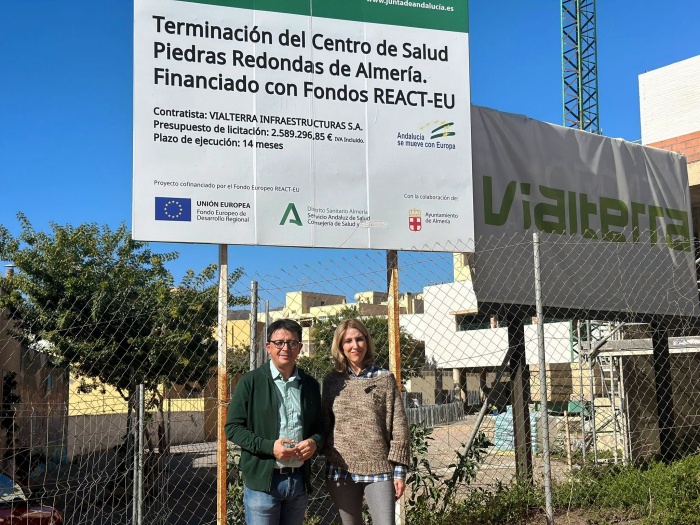 www.juntadeandalucía.es
Terminación del Centro de Salud
Piedras Redondas de Almería.
Financiado con Fondos REACT-EU
Contratista: VIALTERRA INFRAESTRUCTURAS S.A.
Presupuesto de licitación: 2.589.296,85 € IVA Incluido.
Plazo de ejecución: 14 meses
Andalucía
se mueve con Europa
Proyecto cofinanciado por el Fondo Europeo REACT-EU
UNIÓN EUROPEA
Fondo Europeo de
Desarrollo Regional
Distrito Sanitario Almería
Servicio Andaluz de Salud
Consejería de Salud y
Con la colaboración de:
Ayuntamiento
de Almería
Vialterra